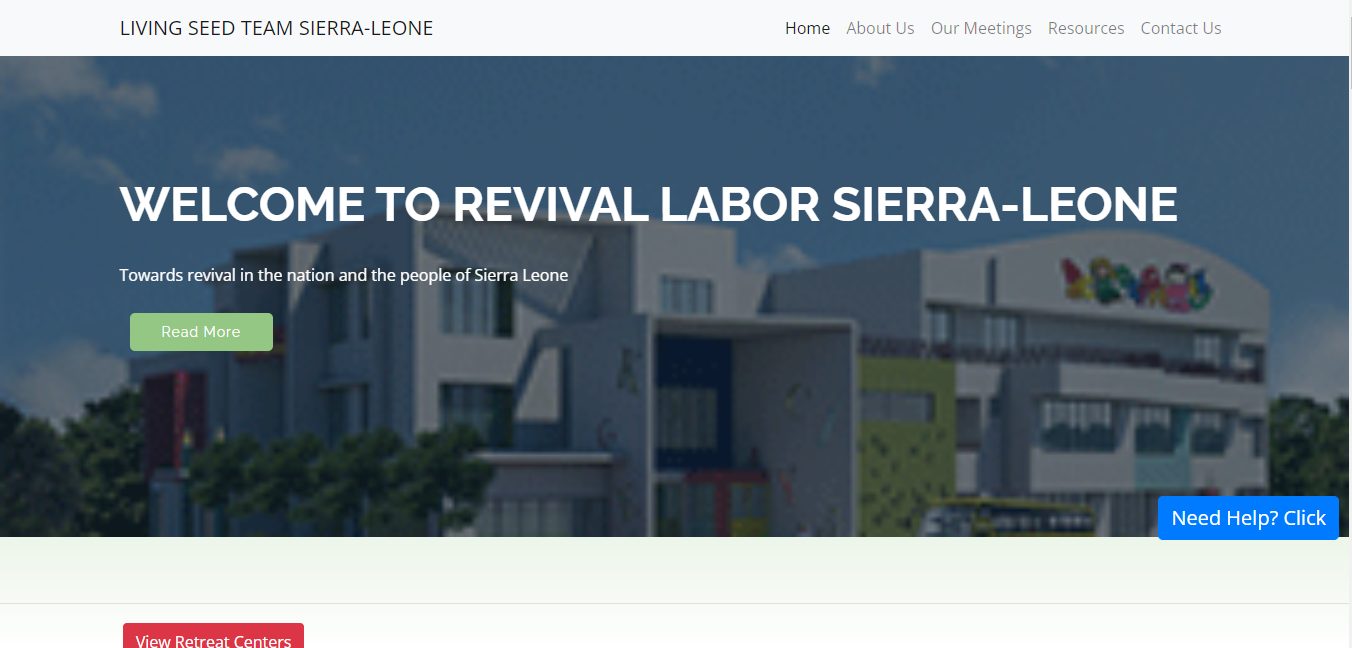 LIVING SEED TEAM SIERRA-LEONE
Home About Us Our Meetings Resources Contact Us
WELCOME TO REVIVAL LABOR SIERRA-LEONE
Towards revival in the nation and the people of Sierra Leone
Read More
Need Help? Click
View Retreat Centers